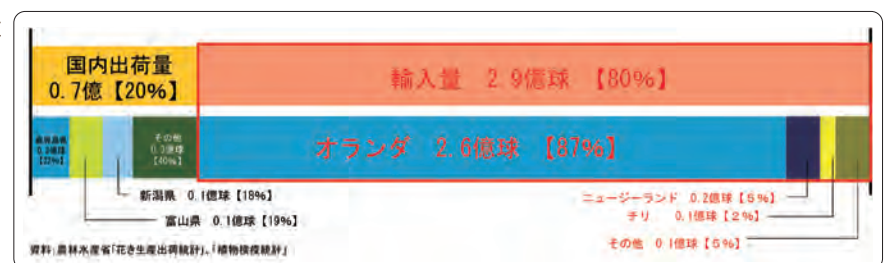 国内出荷量
0.7億【20%】
輸入量 2.9億球【80%】
その他
0.3億球
【40%】
オランダ 2.6億球【87%】
新潟県 0.1億球【18%】
富山県 0.1億球【19%】
ニュージーランド 0.2億球【5%】
チリ 0.1億球【2%】
その他 0.1億球【6%】
資料:農林水産省「花き生産出荷統計」、「植物検疫統計」